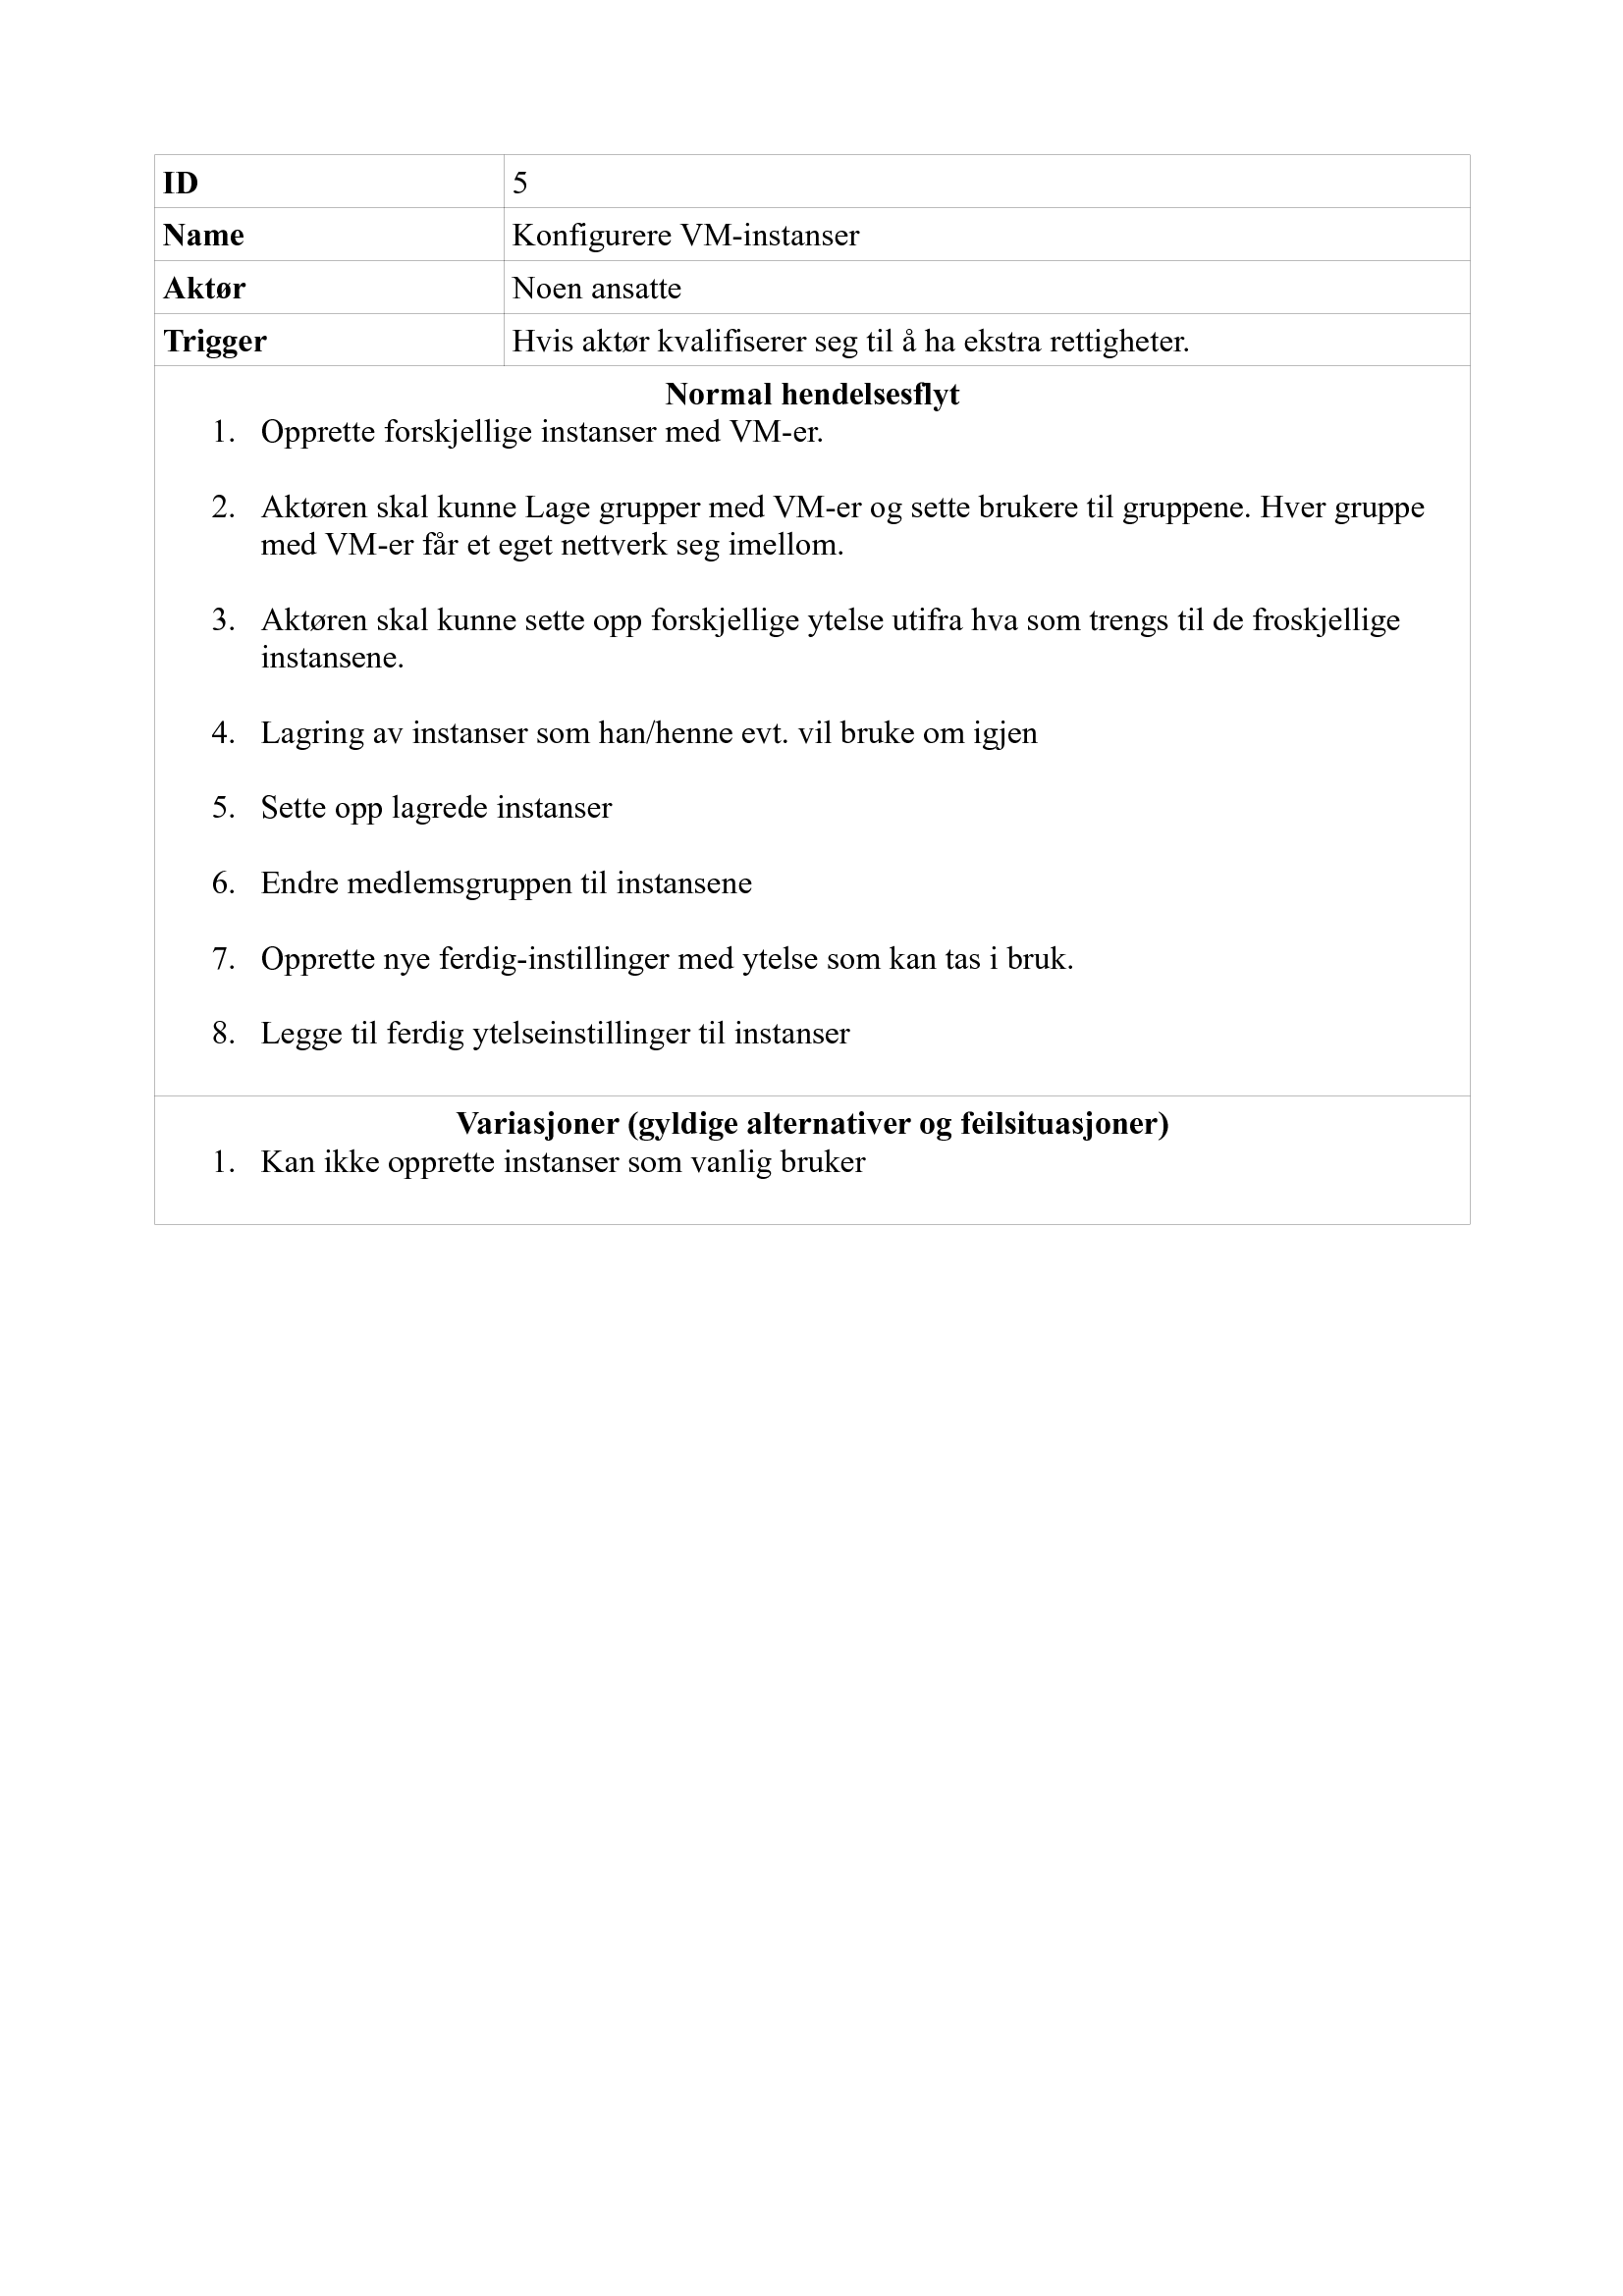 ID 5
Name Konfigurere VM-instanser
Aktør Noen ansatte
Trigger Hvis aktør kvalifiserer seg til å ha ekstra rettigheter.
Normal hendelsesflyt
1. Opprette forskjellige instanser med VM-er.
2. Aktøren skal kunne Lage grupper med VM-er og sette brukere til gruppene. Hver gruppe
med VM-er får et eget nettverk seg imellom.
3. Aktøren skal kunne sette opp forskjellige ytelse utifra hva som trengs til de froskjellige
instansene.
4. Lagring av instanser som han/henne evt. vil bruke om igjen
5. Sette opp lagrede instanser
6. Endre medlemsgruppen til instansene
7. Opprette nye ferdig-instillinger med ytelse som kan tas i bruk.
8. Legge til ferdig ytelseinstillinger til instanser
Variasjoner (gyldige alternativer og feilsituasjoner)
1. Kan ikke opprette instanser som vanlig bruker